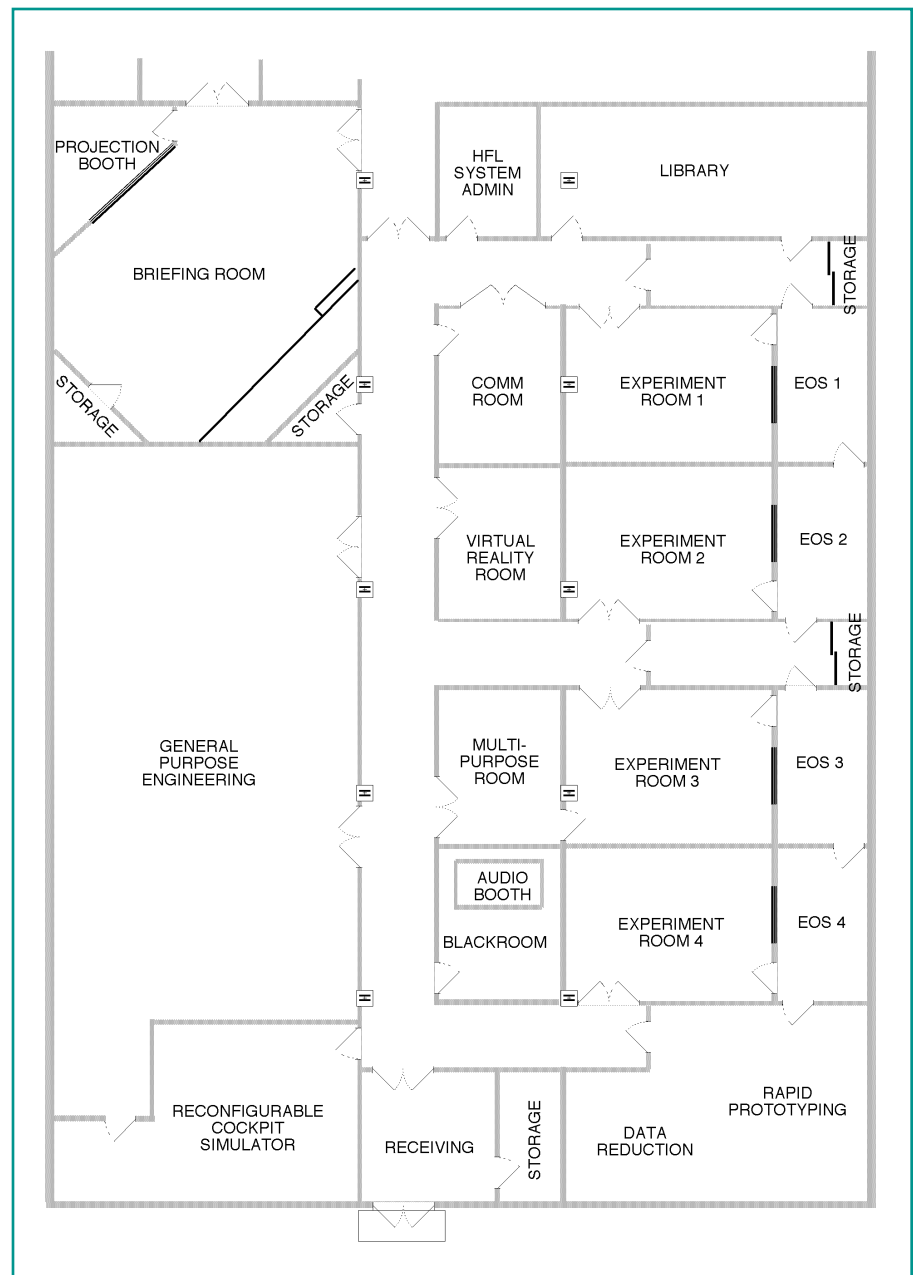 PROJECTION
BOOTH
HFL
SYSTEM
ADMIN
LIBRARY
BRIEFING ROOM
STORAGE
STORAGE
STORAGE
COMM
ROOM
EXPERIMENT
ROOM 1
EOS 1
VIRTUAL
REALITY
ROOM
EXPERIMENT
ROOM 2
EOS 2
STORAGE
GENERAL
PURPOSE
ENGINEERING
MULTI-
PURPOSE
ROOM
EXPERIMENT
ROOM 3
EOS 3
AUDIO
BOOTH
BLACKROOM
EXPERIMENT
ROOM 4
EOS 4
RECONFIGURABLE
COCKPIT
SIMULATOR
RECEIVING
STORAGE
DATA
REDUCTION
RAPID
PROTOTYPING